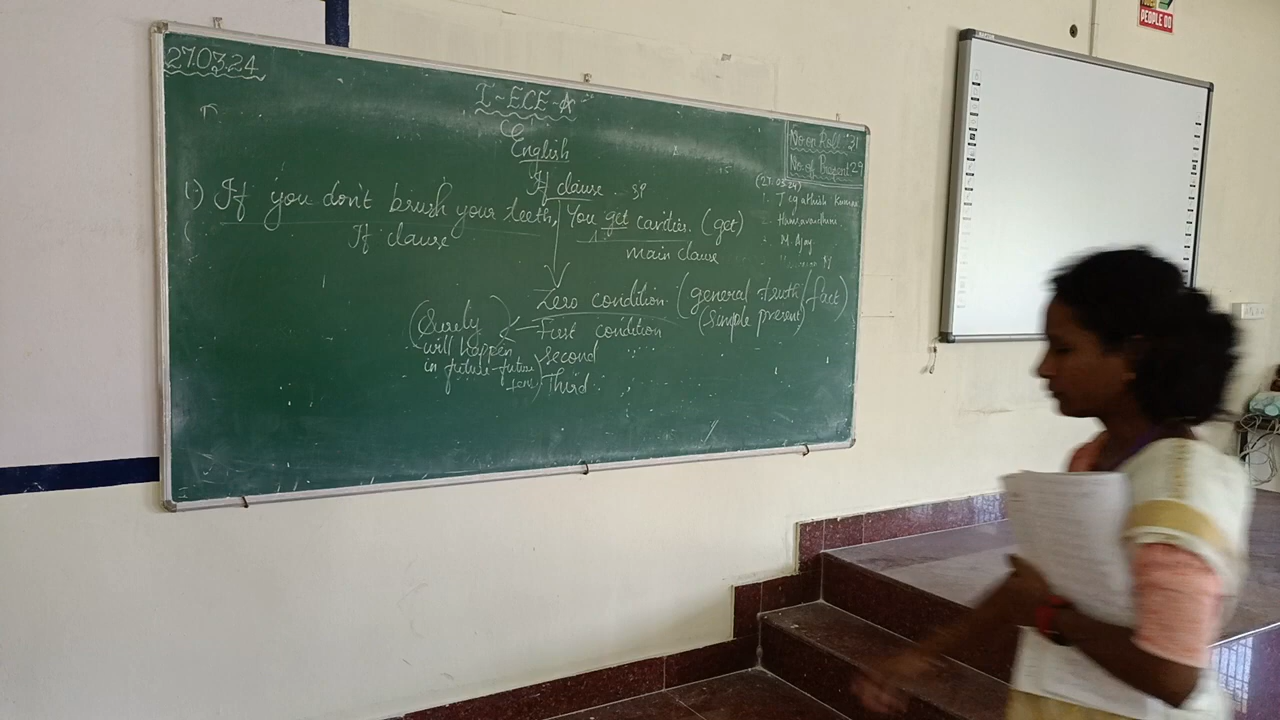 27.03.24
I - ECE - A
English
No on Roll: 31
No. of Present: 29
If clause
(27.03.24)
1) If you don't brush your teeth, You get cavities. (get)
If clause
main clause
M. Ajay
Zero condition (general truth/fact)
(simple present)
First condition
(Surely
will happen
in future-future
Second "
Third "
PEOPLE DO